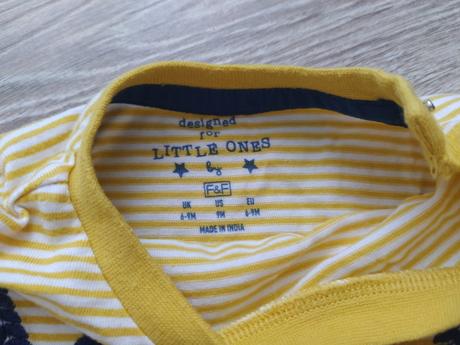 designed
for
LITTLE ONES
by
F&F
UK US EU
6-9M 9M 6-9M
MADE IN INDIA